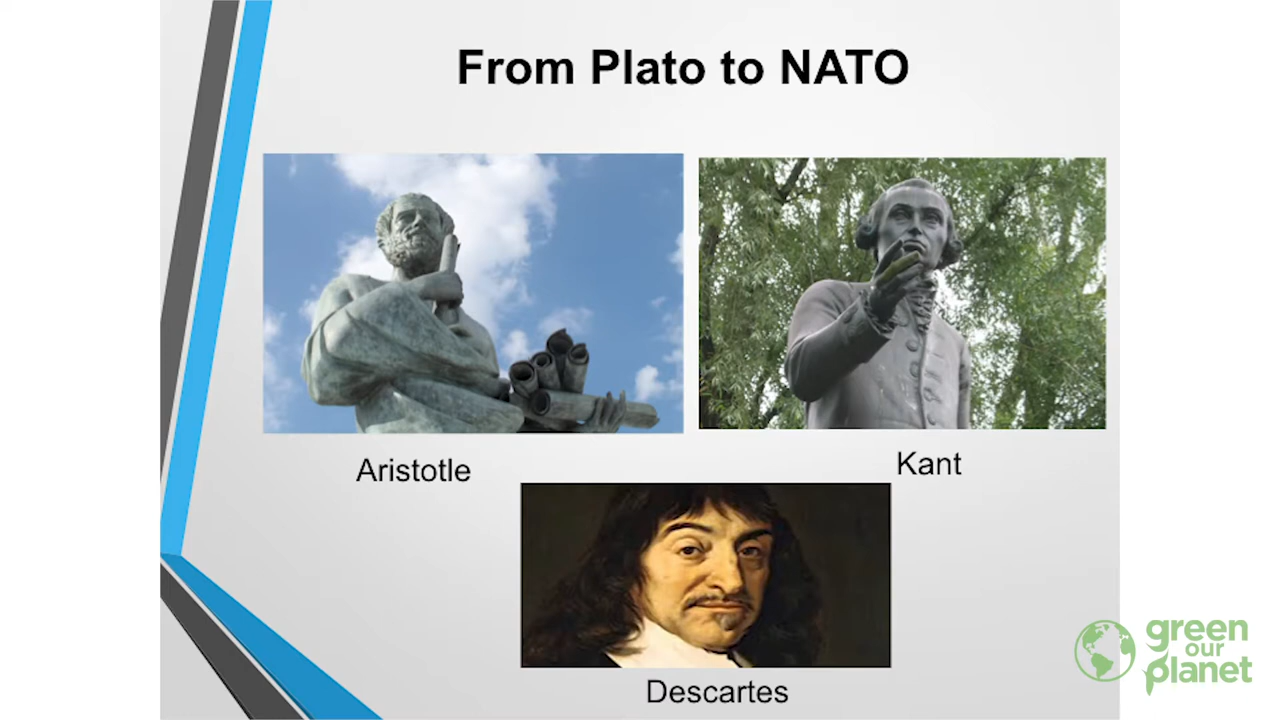 From Plato to NATO
Aristotle
Kant
Descartes
green
our
planet